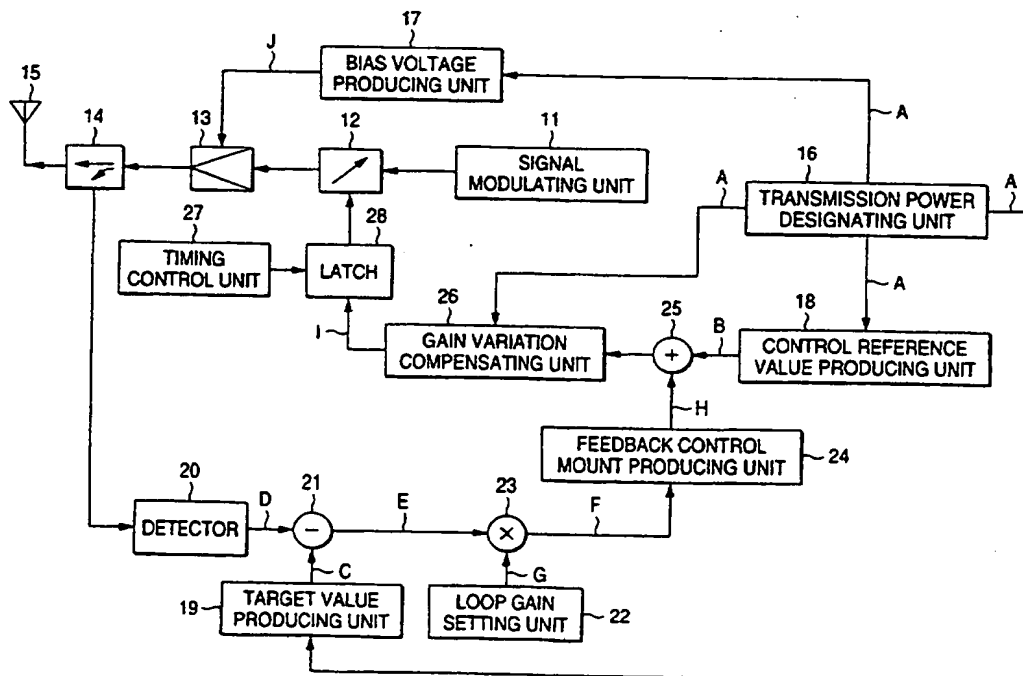 17
J
BIAS VOLTAGE
PRODUCING UNIT
15
14
13
12
11
SIGNAL
MODULATING UNIT
A
16
A
TRANSMISSION POWER
DESIGNATING UNIT
A
27
TIMING
CONTROL UNIT
28
LATCH
A
26
I
GAIN VARIATION
COMPENSATING UNIT
25
+
B
18
CONTROL REFERENCE
VALUE PRODUCING UNIT
H
FEEDBACK CONTROL
MOUNT PRODUCING UNIT
24
20
DETECTOR
D
21
−
E
23
×
F
C
G
19
TARGET VALUE
PRODUCING UNIT
LOOP GAIN
SETTING UNIT
22